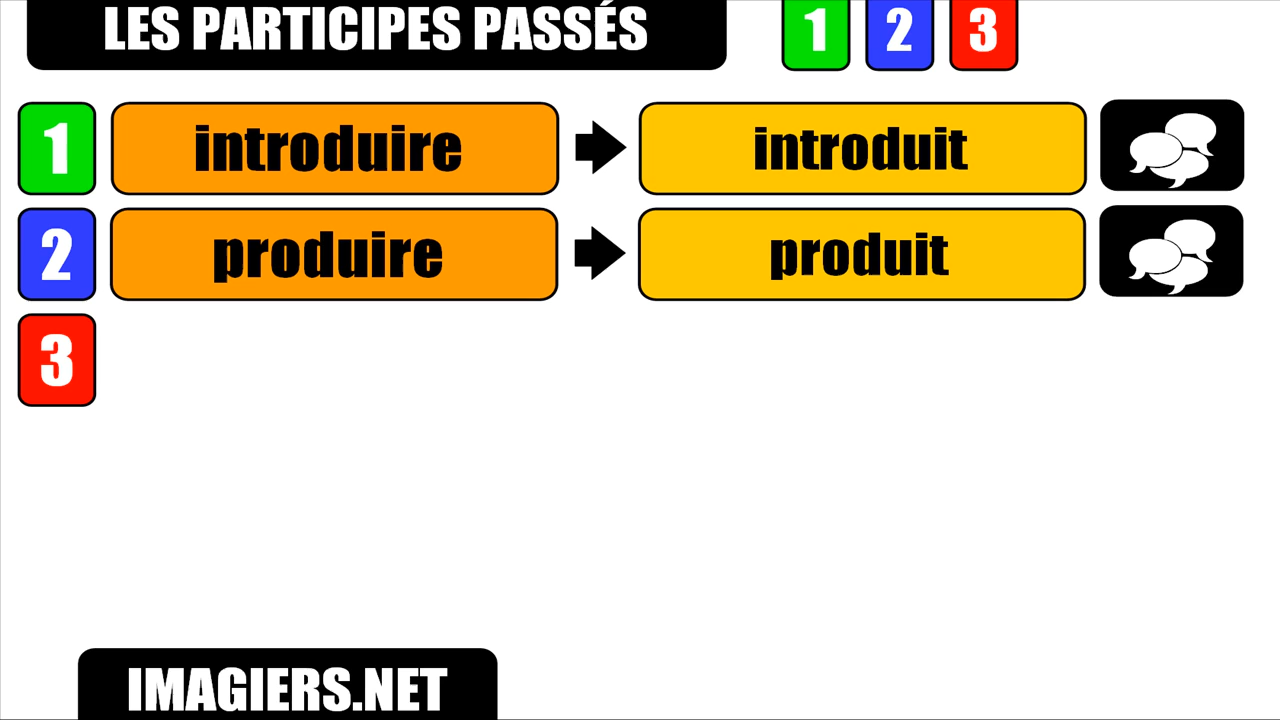 LES PARTICIPES PASSÉS 1 2 3
1 introduire introduit
2 produire produit
3
IMAGIERS.NET